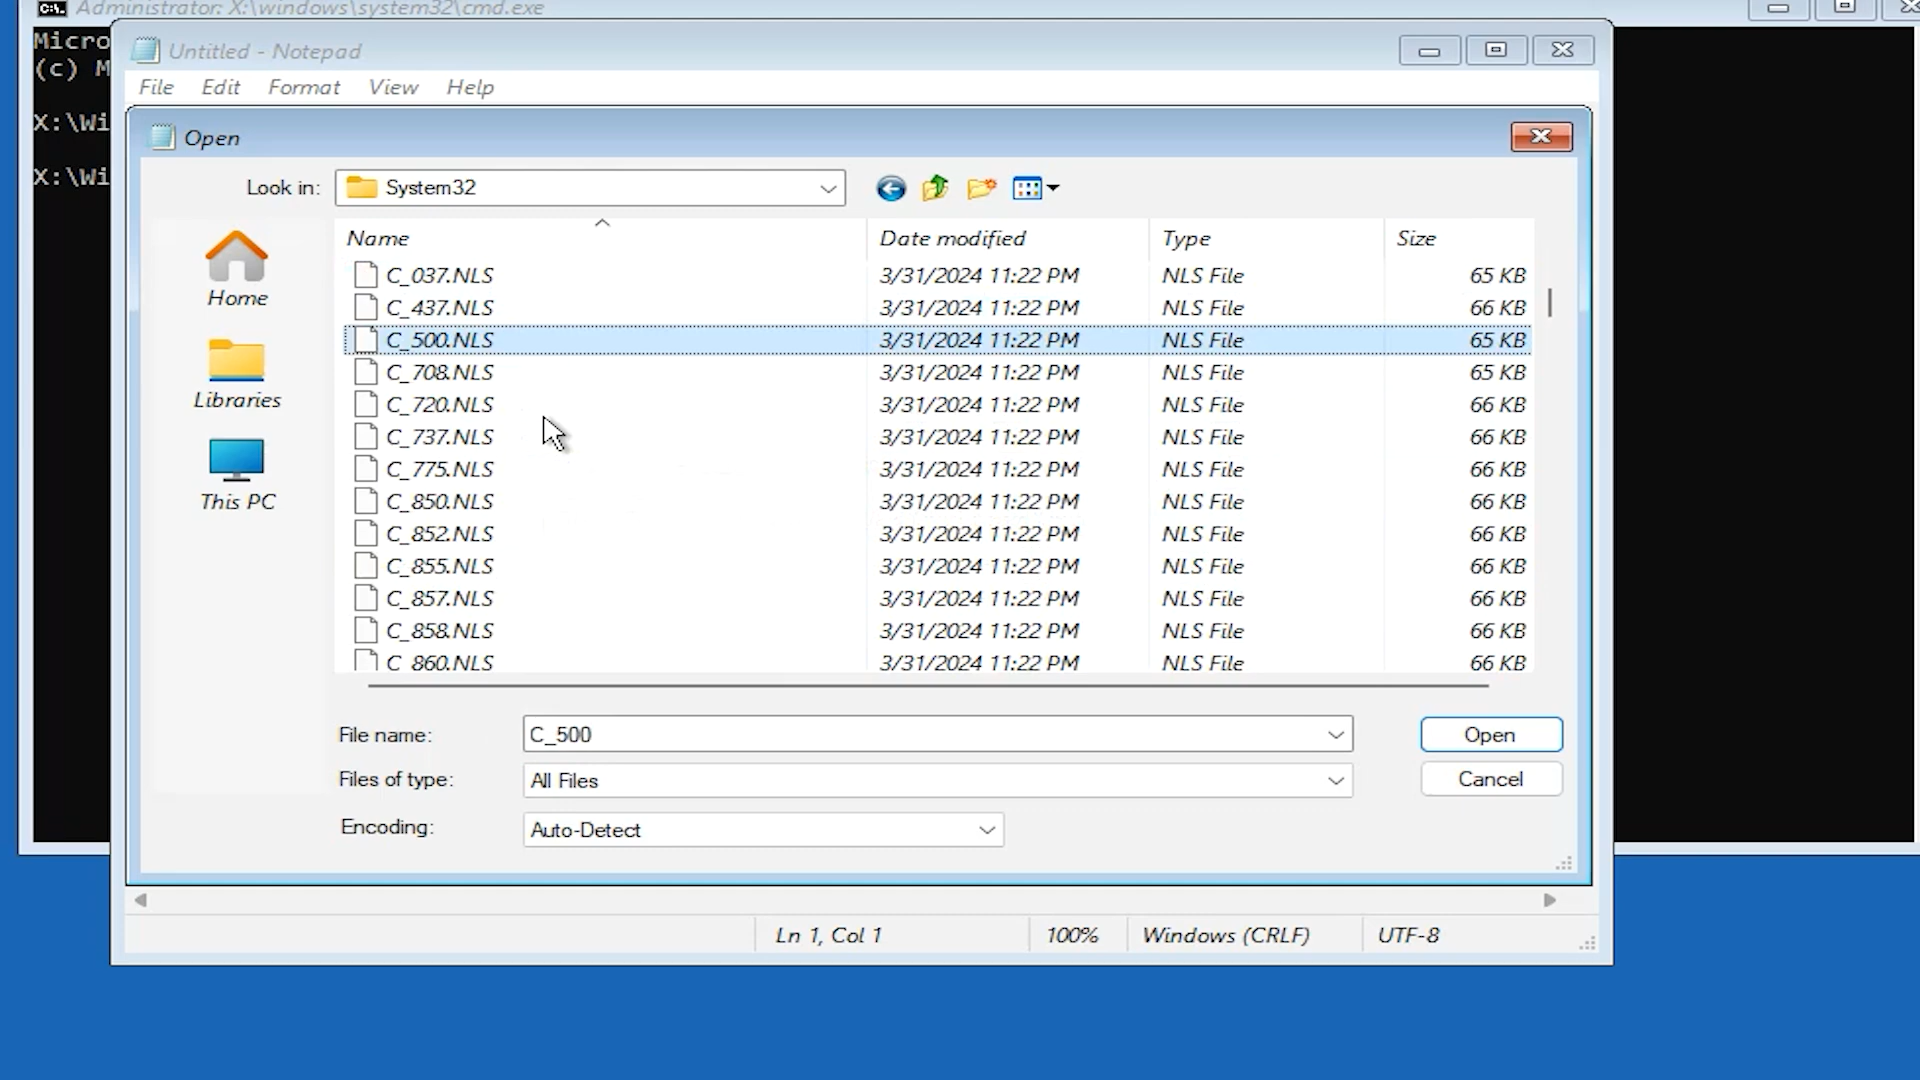 Administrator: X:\windows\system32\cmd.exe
Micro
(c) M
X:\Wi
X:\Wi
Untitled - Notepad
File Edit Format View Help
Open
Look in: System32
Home
Libraries
This PC
Name Date modified Type Size
C_037.NLS 3/31/2024 11:22 PM NLS File 65 KB
C_437.NLS 3/31/2024 11:22 PM NLS File 66 KB
C_500.NLS 3/31/2024 11:22 PM NLS File 65 KB
C_708.NLS 3/31/2024 11:22 PM NLS File 65 KB
C_720.NLS 3/31/2024 11:22 PM NLS File 66 KB
C_737.NLS 3/31/2024 11:22 PM NLS File 66 KB
C_775.NLS 3/31/2024 11:22 PM NLS File 66 KB
C_850.NLS 3/31/2024 11:22 PM NLS File 66 KB
C_852.NLS 3/31/2024 11:22 PM NLS File 66 KB
C_855.NLS 3/31/2024 11:22 PM NLS File 66 KB
C_857.NLS 3/31/2024 11:22 PM NLS File 66 KB
C_858.NLS 3/31/2024 11:22 PM NLS File 66 KB
C_860.NLS 3/31/2024 11:22 PM NLS File 66 KB
File name: C_500 Open
Files of type: All Files Cancel
Encoding: Auto-Detect
Ln 1, Col 1 100% Windows (CRLF) UTF-8